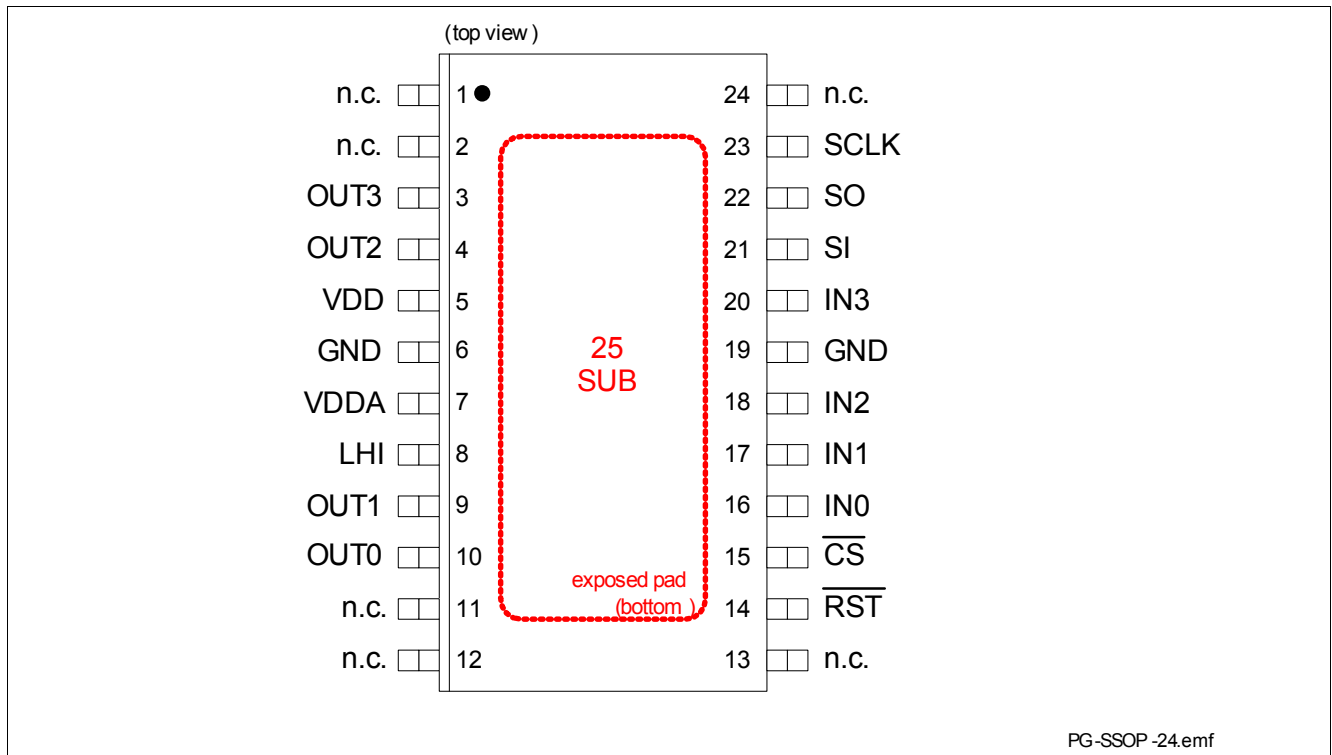 (top view )
n.c. 1 24 n.c.
n.c. 2 23 SCLK
OUT3 3 22 SO
OUT2 4 21 SI
VDD 5 20 IN3
GND 6 19 GND
25
SUB
VDDA 7 18 IN2
LHI 8 17 IN1
OUT1 9 16 IN0
OUT0 10 15 C̅S̅
exposed pad
(bottom )
n.c. 11 14 R̅S̅T̅
n.c. 12 13 n.c.
PG-SSOP -24.emf